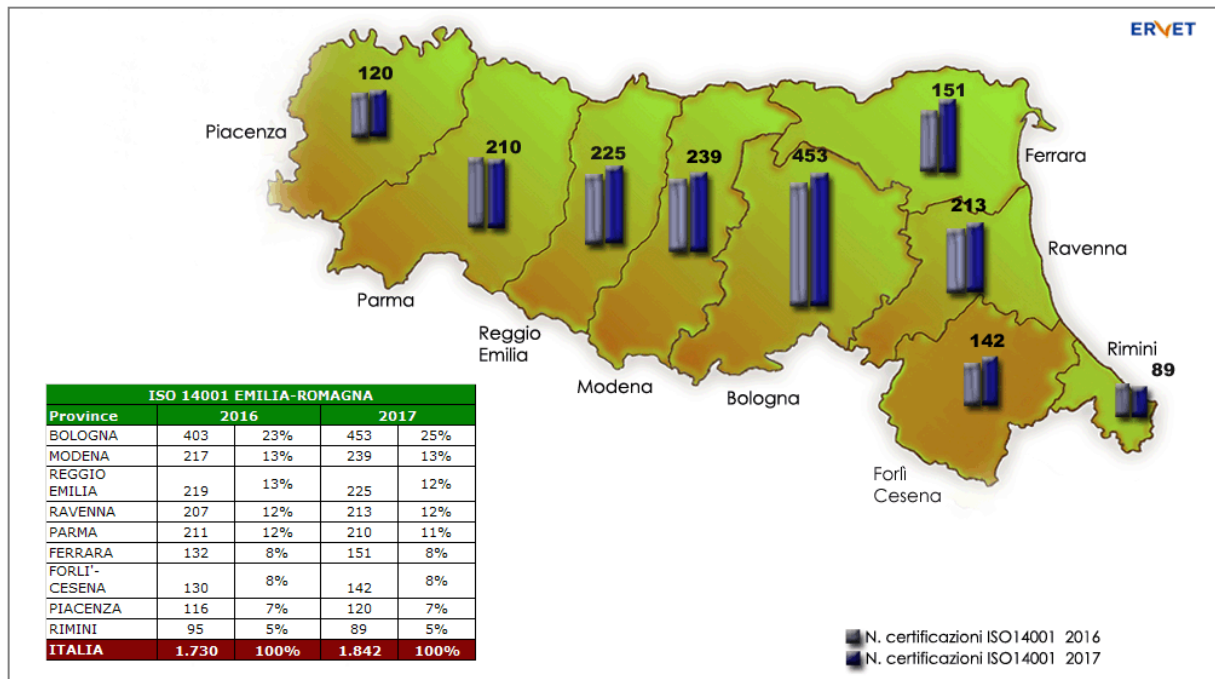 ERVET
120
151
Piacenza
210
225
239
453
Ferrara
213
Ravenna
Parma
Reggio
Emilia
142
Rimini
89
Modena
Bologna
Forlì
Cesena
ISO 14001 EMILIA-ROMAGNA
Province 2016 2017
BOLOGNA 403 23% 453 25%
MODENA 217 13% 239 13%
REGGIO
EMILIA 219 13% 225 12%
RAVENNA 207 12% 213 12%
PARMA 211 12% 210 11%
FERRARA 132 8% 151 8%
FORLI'-
CESENA 130 8% 142 8%
PIACENZA 116 7% 120 7%
RIMINI 95 5% 89 5%
ITALIA 1.730 100% 1.842 100%
N. certificazioni ISO14001 2016
N. certificazioni ISO14001 2017